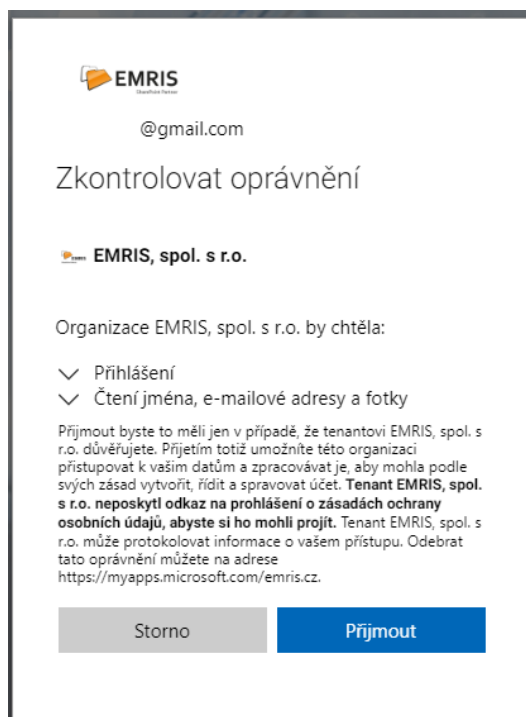 EMRIS
SharePoint Partner
@gmail.com
Zkontrolovat oprávnění
EMRIS, spol. s r.o.
Organizace EMRIS, spol. s r.o. by chtěla:
Přihlášení
Čtení jména, e-mailové adresy a fotky
Přijmout byste to měli jen v případě, že tenantovi EMRIS, spol. s
r.o. důvěřujete. Přijetím totiž umožníte této organizaci
přistupovat k vašim datům a zpracovávat je, aby mohla podle
svých zásad vytvořit, řídit a spravovat účet. Tenant EMRIS, spol.
s r.o. neposkytl odkaz na prohlášení o zásadách ochrany
osobních údajů, abyste si ho mohli projít. Tenant EMRIS, spol. s
r.o. může protokolovat informace o vašem přístupu. Odebrat
tato oprávnění můžete na adrese
https://myapps.microsoft.com/emris.cz.
Storno
Přijmout